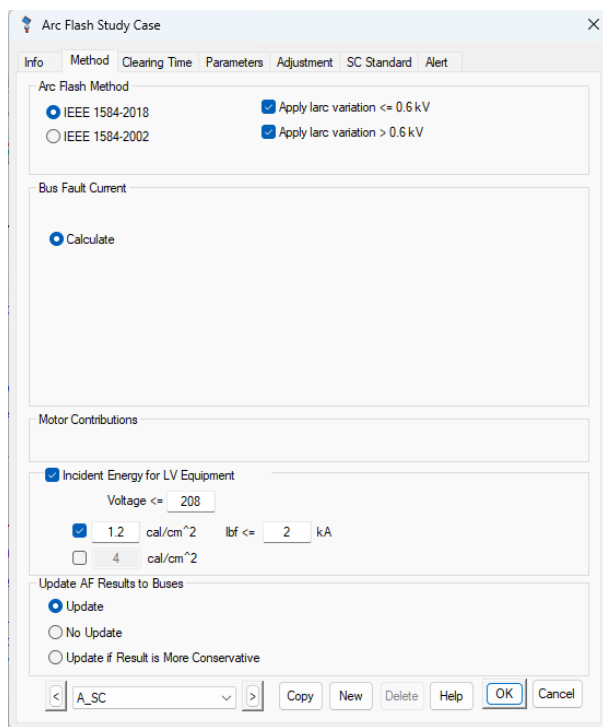 Arc Flash Study Case
Info Method Clearing Time Parameters Adjustment SC Standard Alert
Arc Flash Method
IEEE 1584-2018 Apply Iarc variation <= 0.6 kV
IEEE 1584-2002 Apply Iarc variation > 0.6 kV
Bus Fault Current
Calculate
Motor Contributions
Incident Energy for LV Equipment
Voltage <= 208
1.2 cal/cm^2 Ibf <= 2 kA
4 cal/cm^2
Update AF Results to Buses
Update
No Update
Update if Result is More Conservative
< A_SC > Copy New Delete Help OK Cancel